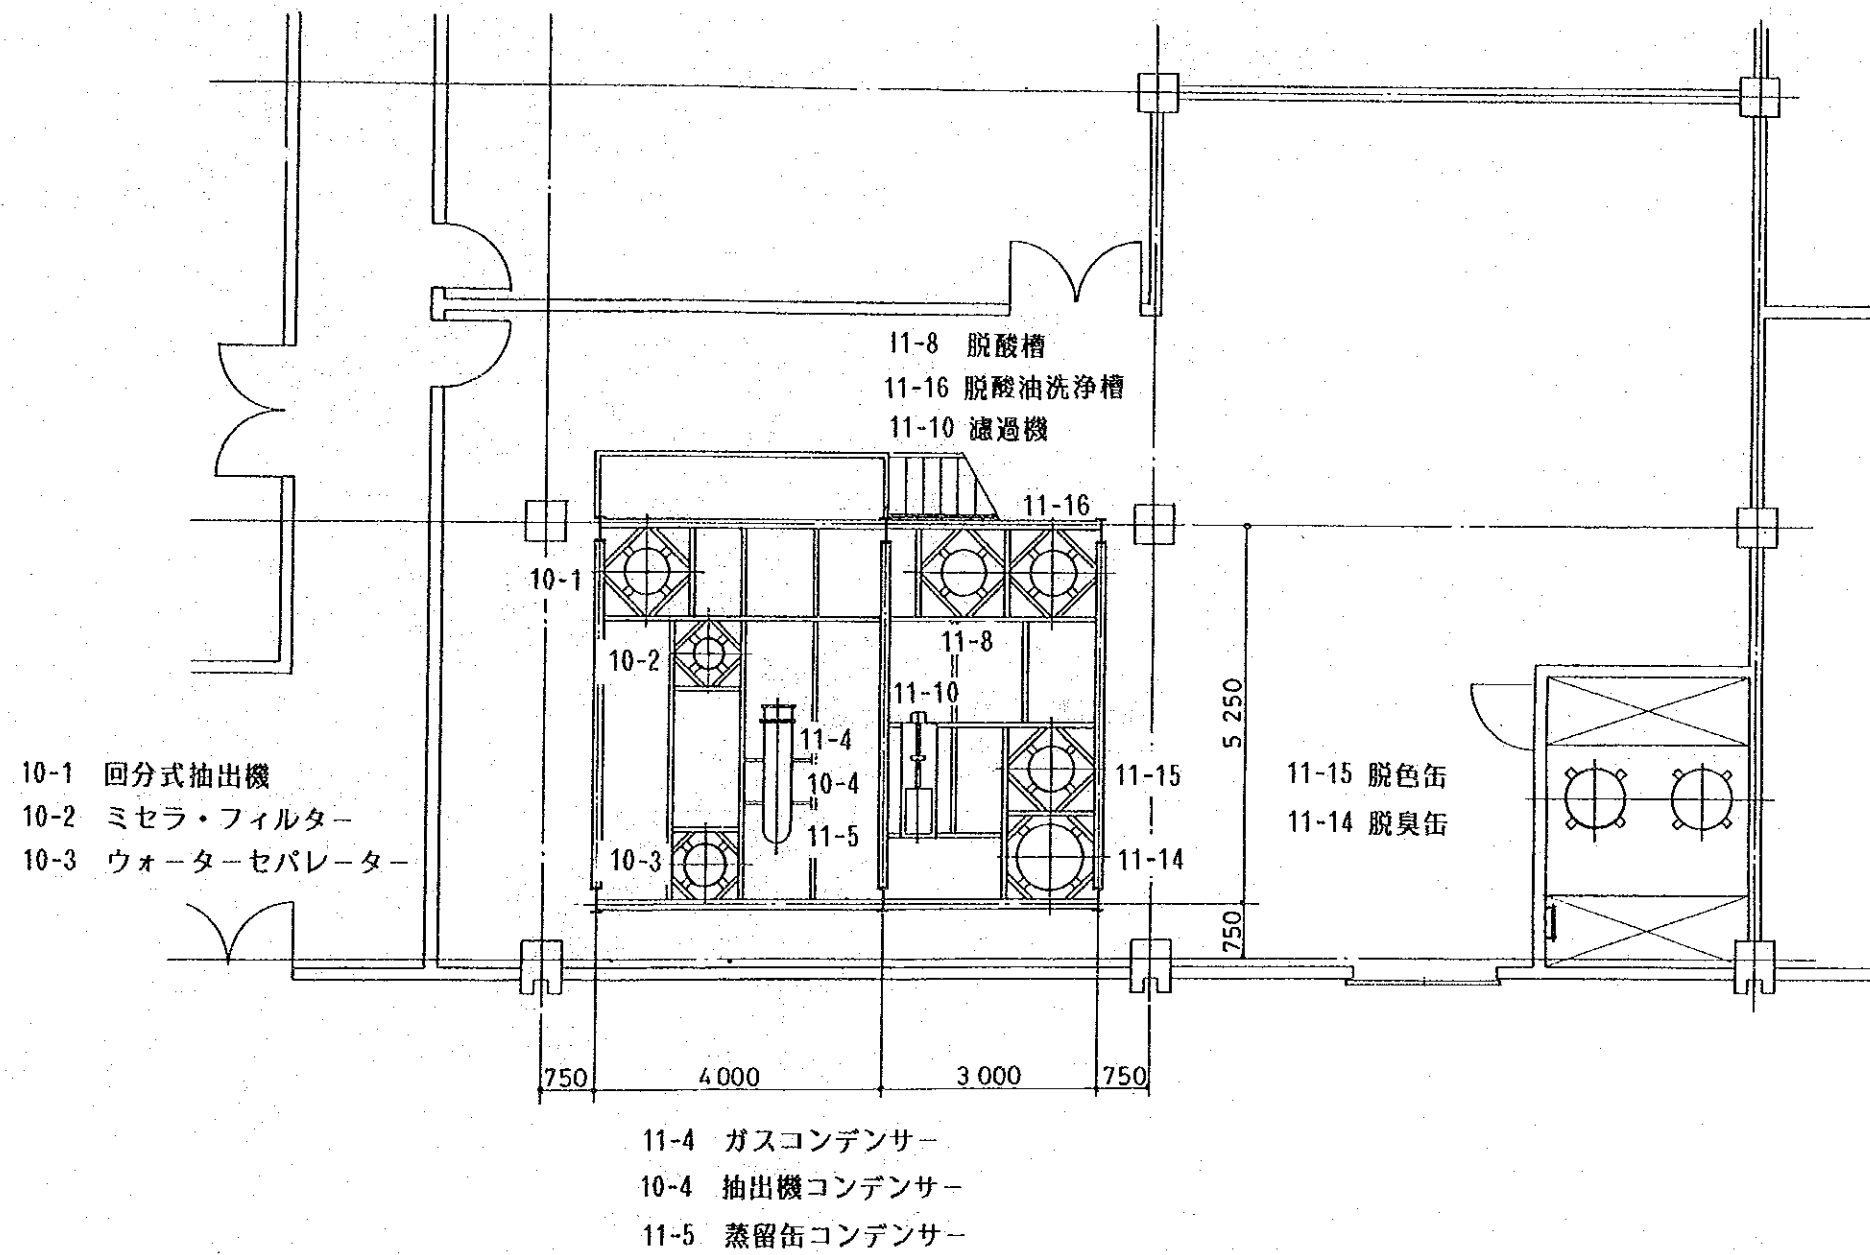 11-8 脱酸槽
11-16 脱酸油洗浄槽
11-10 濾過機
11-16
10-1
10-2
11-8
11-10
11-4
10-4
11-5
10-3
11-15
11-14
5 250
750
10-1 回分式抽出機
10-2 ミセラ・フィルター
10-3 ウォーターセパレーター
11-15 脱色缶
11-14 脱臭缶
750
4000
3000
750
11-4 ガスコンデンサー
10-4 抽出機コンデンサー
11-5 蒸留缶コンデンサー